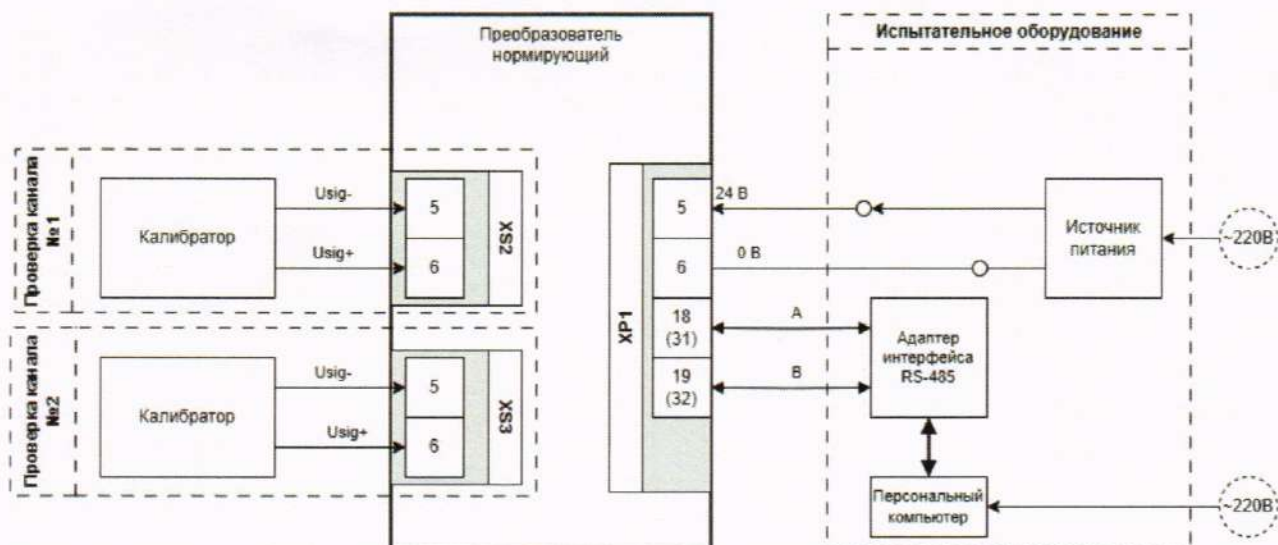 Преобразователь
нормирующий
Испытательное оборудование
Проверка канала
№1
Калибратор
Usig-
Usig+
5
6
XS2
Проверка канала
№2
Калибратор
Usig-
Usig+
5
6
XS3
XP1
5
6
18
(31)
19
(32)
24 В
0 В
A
B
Источник
питания
~220В
Адаптер
интерфейса
RS-485
Персональный
компьютер
~220В